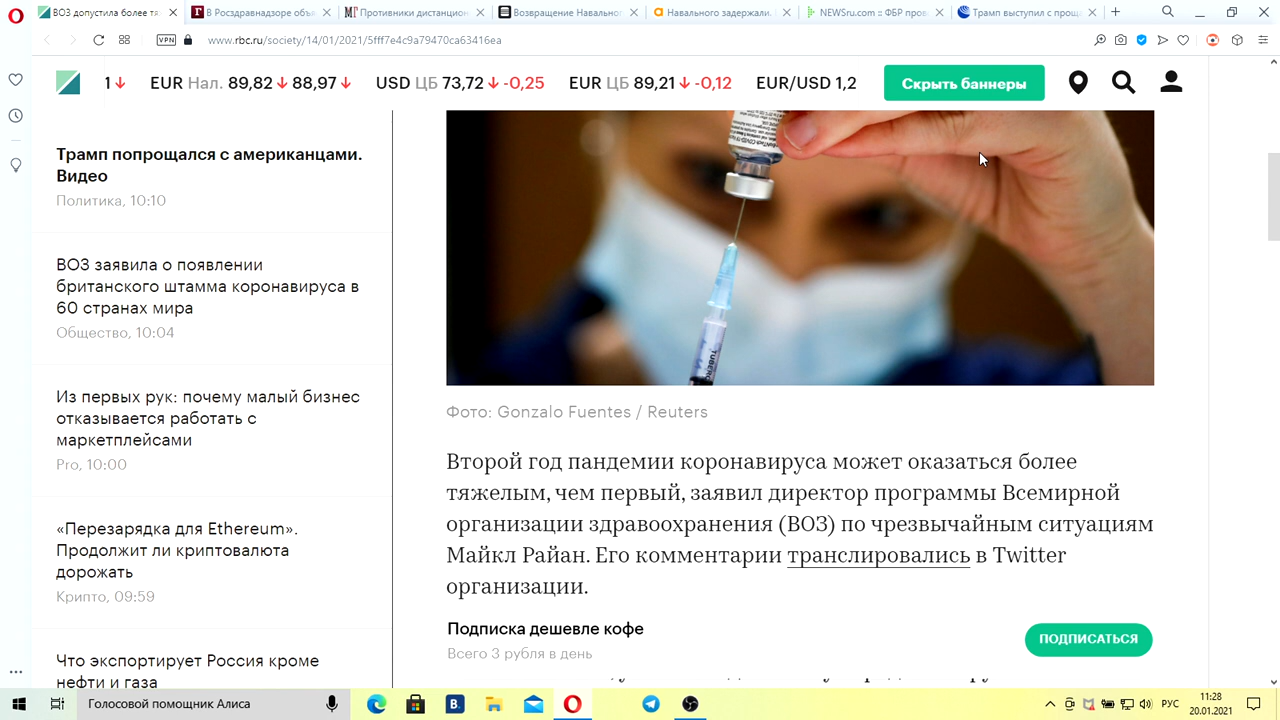 ВОЗ допустила более тя
В Росздравнадзоре объя
Противники дистанцион
Возвращение Навальног
Навального задержали.
NEWSru.com :: ФБР прове
Трамп выступил с проща
VPN
www.rbc.ru/society/14/01/2021/5fff7e4c9a79470ca63416ea
1 EUR Нал. 89,82 88,97 USD ЦБ 73,72 -0,25 EUR ЦБ 89,21 -0,12 EUR/USD 1,2
Скрыть баннеры
Трамп попрощался с американцами.
Видео
Политика, 10:10
ВОЗ заявила о появлении
британского штамма коронавируса в
60 странах мира
Общество, 10:04
Из первых рук: почему малый бизнес
отказывается работать с
маркетплейсами
Pro, 10:00
«Перезарядка для Ethereum».
Продолжит ли криптовалюта
дорожать
Крипто, 09:59
Что экспортирует Россия кроме
нефти и газа
Фото: Gonzalo Fuentes / Reuters
Второй год пандемии коронавируса может оказаться более
тяжелым, чем первый, заявил директор программы Всемирной
организации здравоохранения (ВОЗ) по чрезвычайным ситуациям
Майкл Райан. Его комментарии транслировались в Twitter
организации.
Подписка дешевле кофе
Всего 3 рубля в день
ПОДПИСАТЬСЯ
Голосовой помощник Алиса
РУС
11:28
20.01.2021